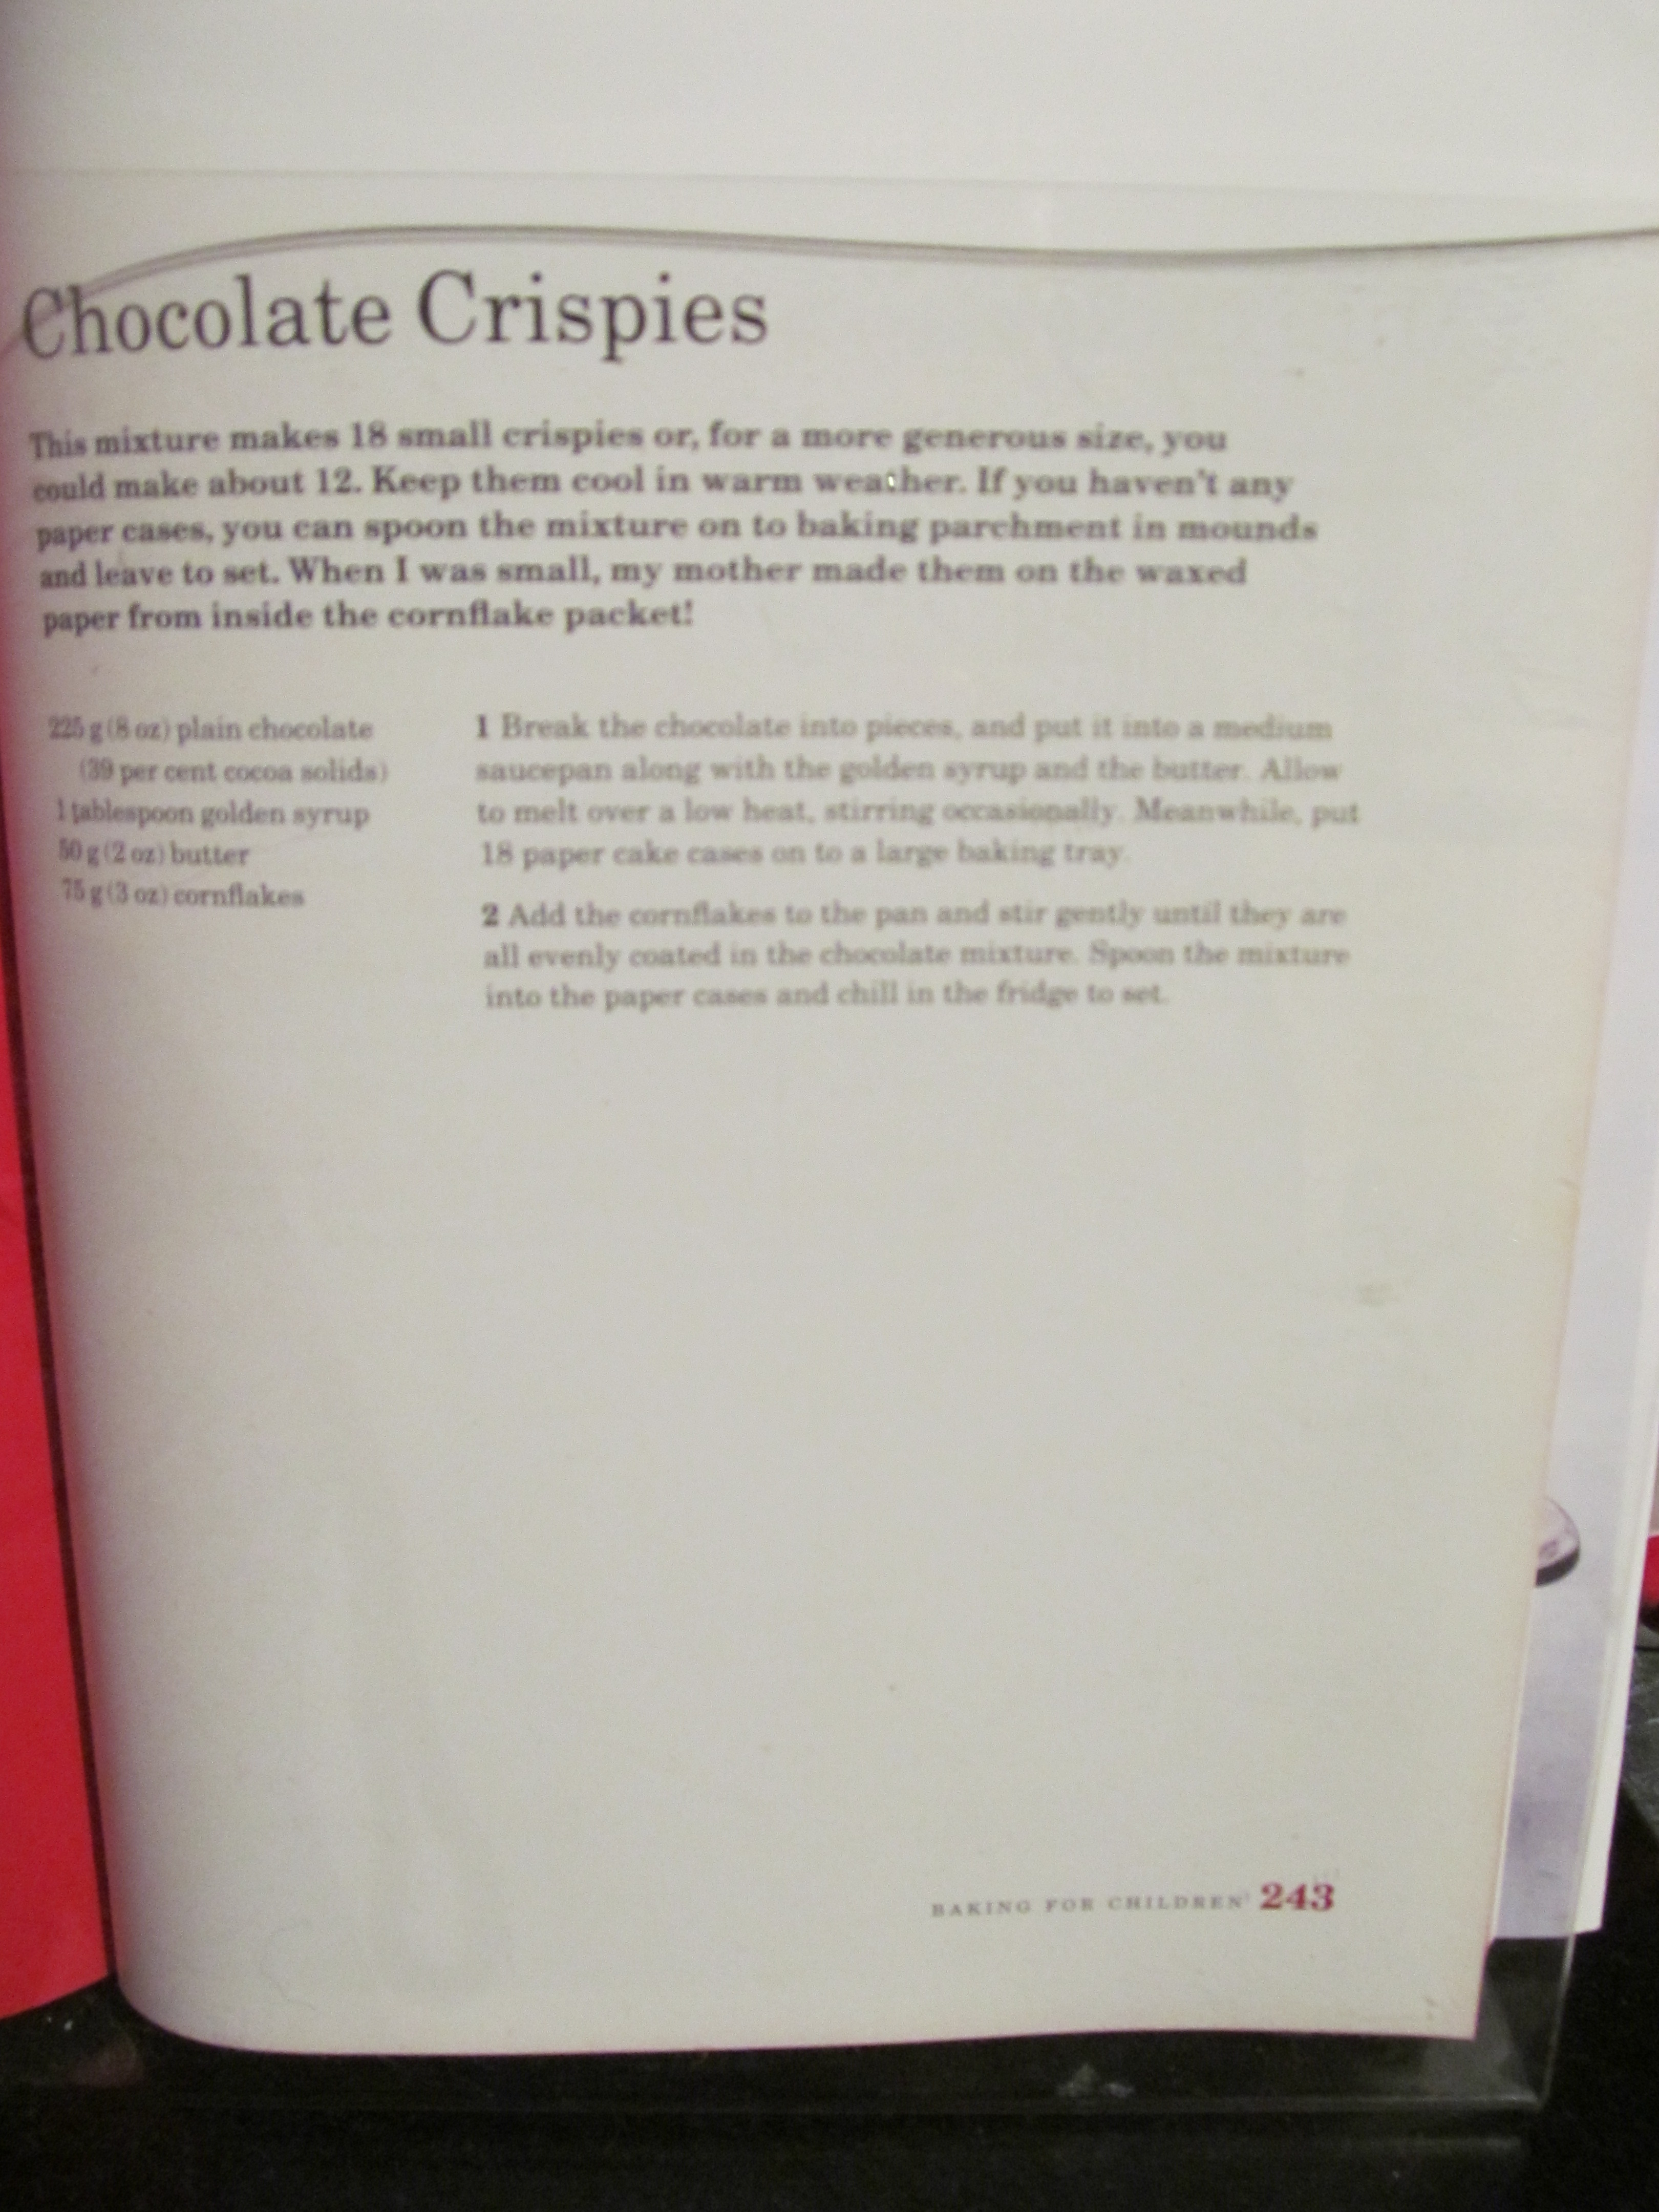 Chocolate Crispies
This mixture makes 18 small crispies or, for a more generous size, you
could make about 12. Keep them cool in warm weather. If you haven't any
paper cases, you can spoon the mixture on to baking parchment in mounds
and leave to set. When I was small, my mother made them on the waxed
paper from inside the cornflake packet!
225 g (8 oz) plain chocolate
(39 per cent cocoa solids)
1 tablespoon golden syrup
50 g (2 oz) butter
75 g (3 oz) cornflakes
1 Break the chocolate into pieces, and put it into a medium
saucepan along with the golden syrup and the butter. Allow
to melt over a low heat, stirring occasionally. Meanwhile, put
18 paper cake cases on to a large baking tray.
2 Add the cornflakes to the pan and stir gently until they are
all evenly coated in the chocolate mixture. Spoon the mixture
into the paper cases and chill in the fridge to set.
BAKING FOR CHILDREN 243